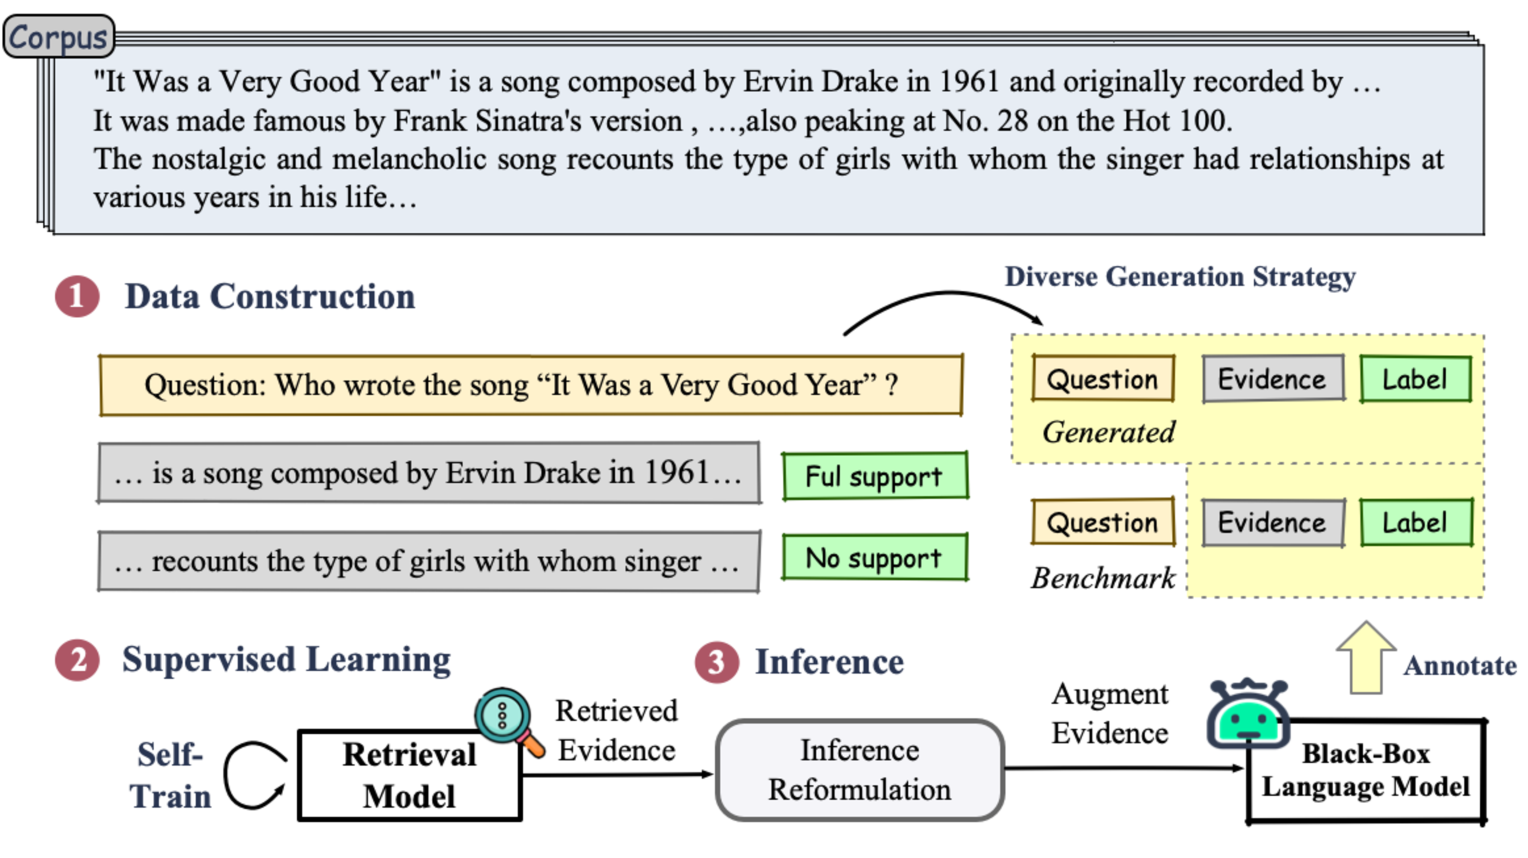 Corpus
"It Was a Very Good Year" is a song composed by Ervin Drake in 1961 and originally recorded by …
It was made famous by Frank Sinatra's version , …,also peaking at No. 28 on the Hot 100.
The nostalgic and melancholic song recounts the type of girls with whom the singer had relationships at
various years in his life…
1 Data Construction
Diverse Generation Strategy
Question: Who wrote the song “It Was a Very Good Year” ?
… is a song composed by Ervin Drake in 1961…
Ful support
… recounts the type of girls with whom singer …
No support
Question Evidence Label
Generated
Question Evidence Label
Benchmark
Annotate
2 Supervised Learning
Self-
Train
Retrieval
Model
Retrieved
Evidence
3 Inference
Inference
Reformulation
Augment
Evidence
Black-Box
Language Model